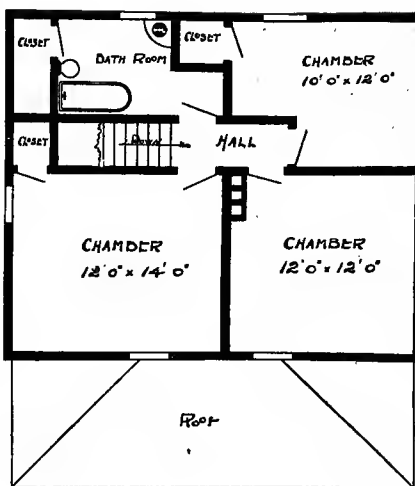 CLOSET
BATH ROOM
CLOSET
CHAMBER
10' 0" x 12' 0"
CLOSET
DOWN
HALL
CHAMBER
12' 0" x 14' 0"
CHAMBER
12' 0" x 12' 0"
ROOF